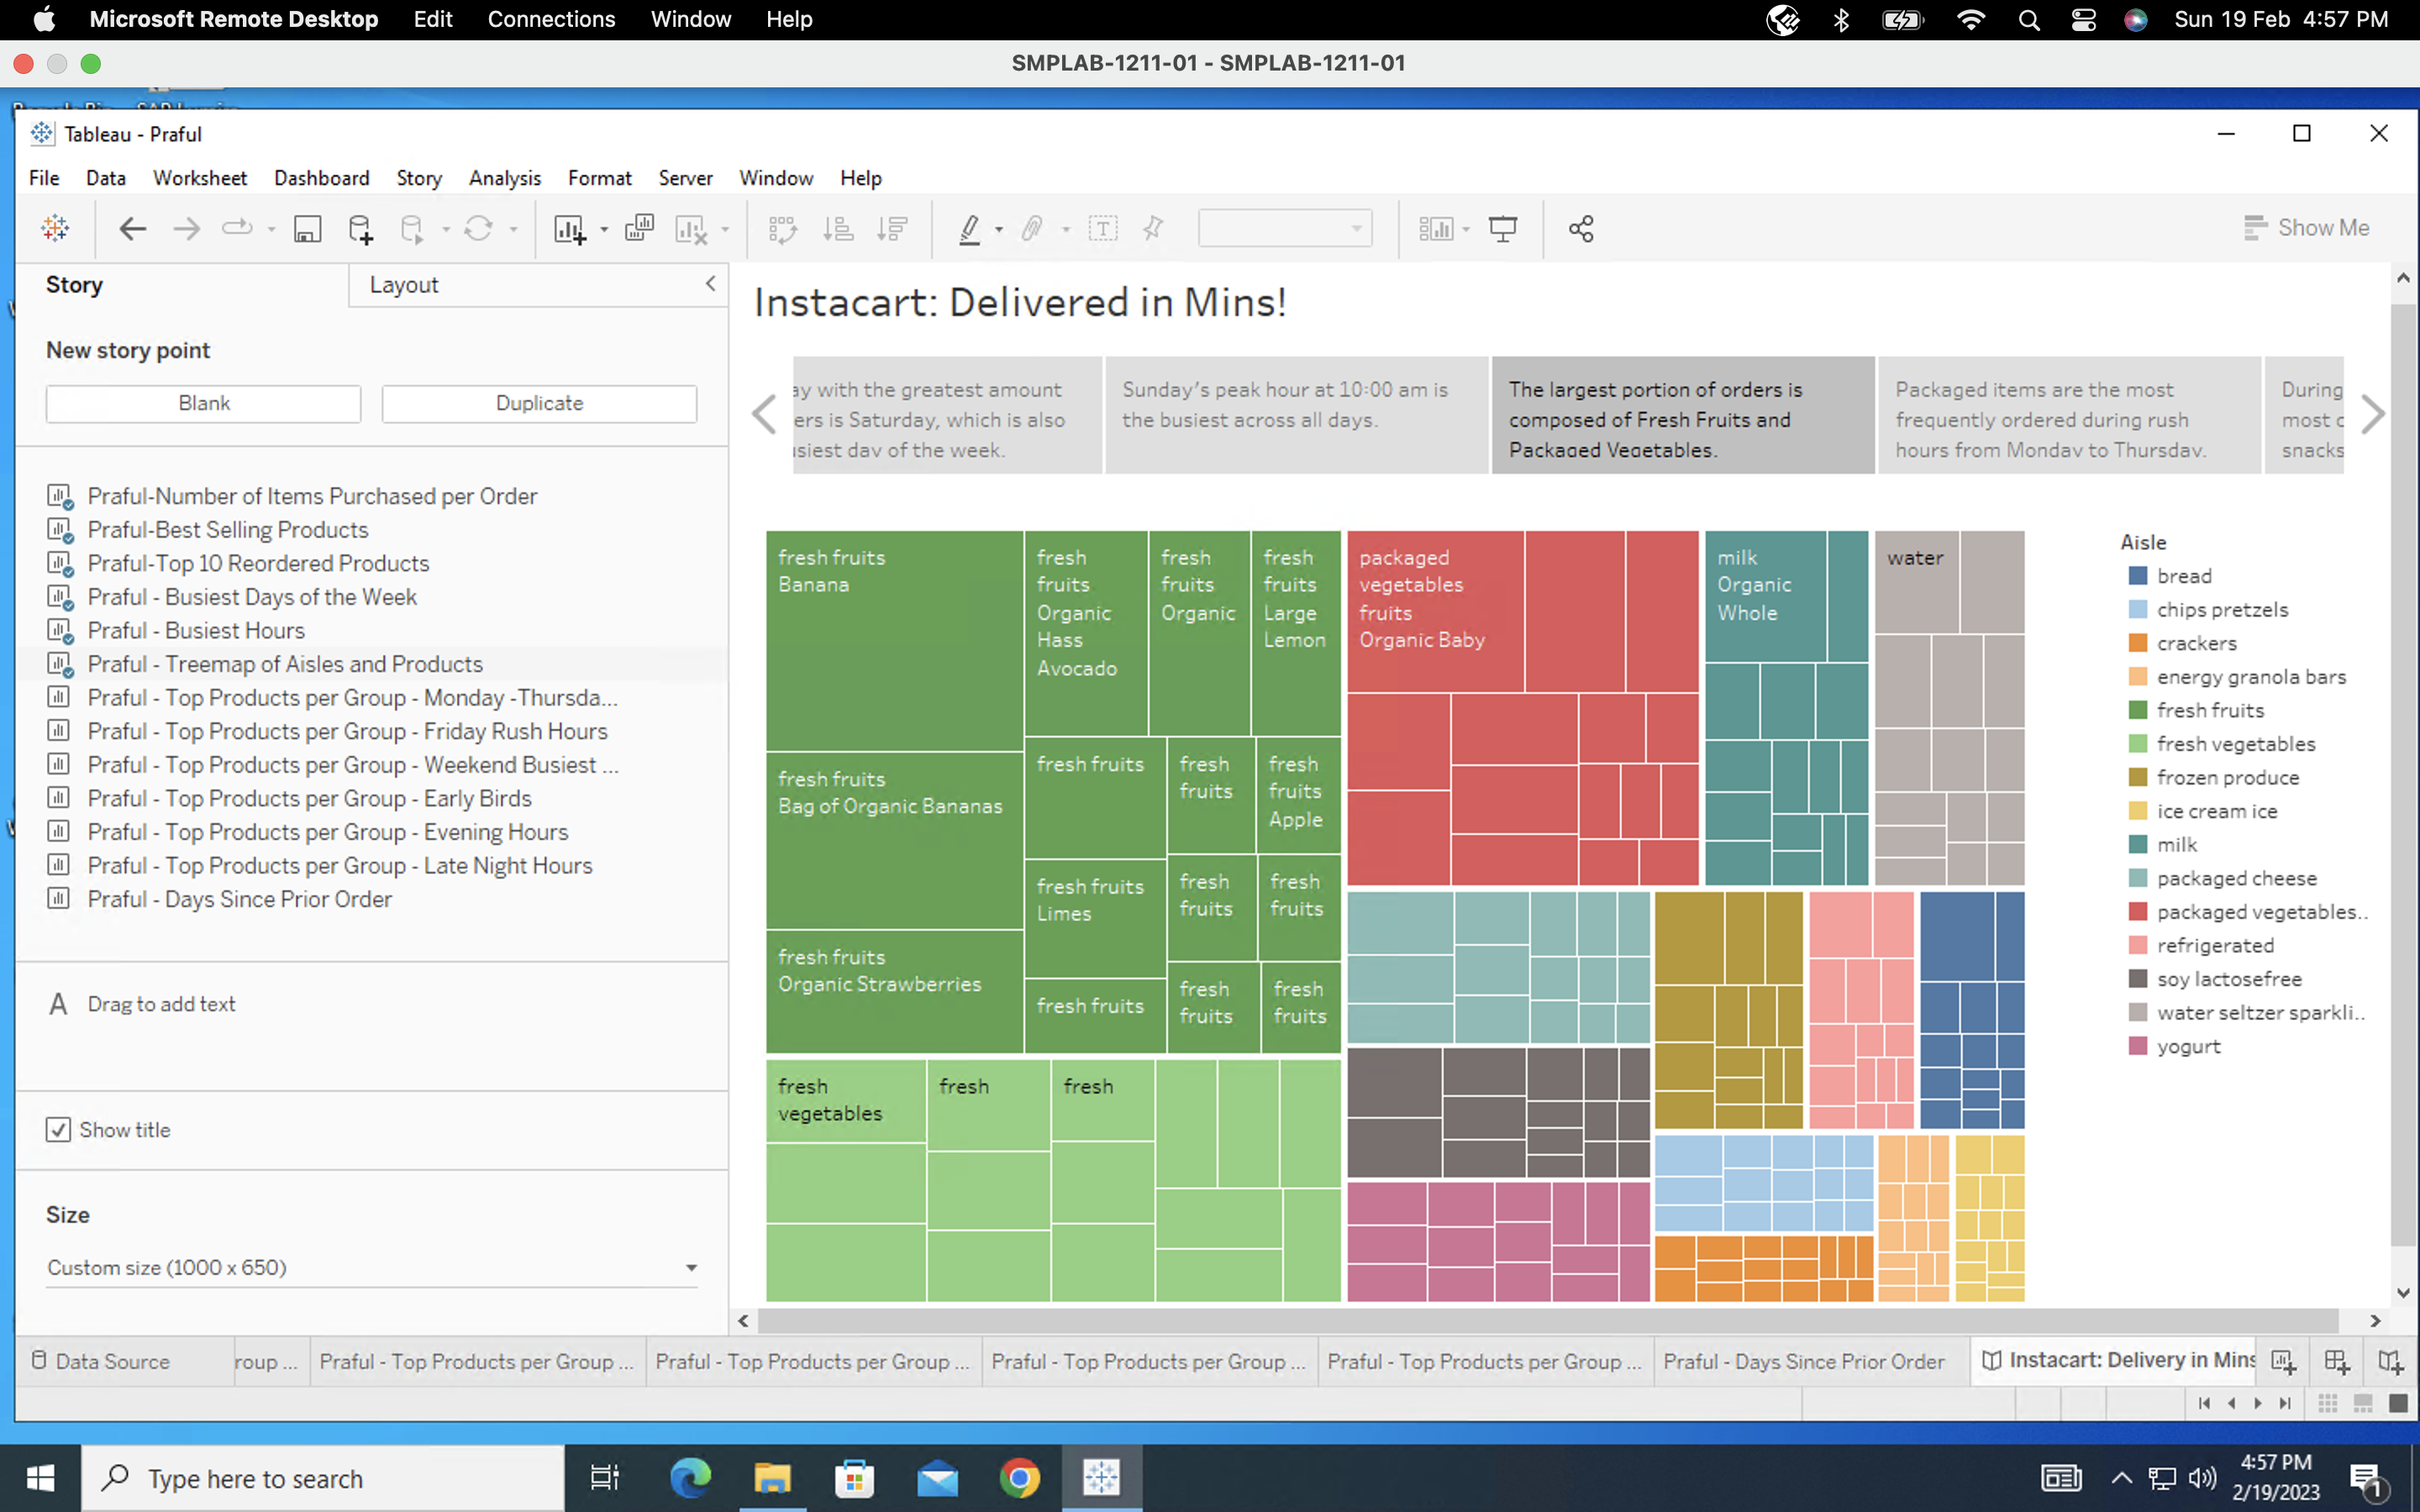 Microsoft Remote Desktop Edit Connections Window Help Sun 19 Feb 4:57 PM
SMPLAB-1211-01 - SMPLAB-1211-01
Tableau - Praful
File Data Worksheet Dashboard Story Analysis Format Server Window Help
Show Me
Story Layout
New story point
Blank Duplicate
Praful-Number of Items Purchased per Order
Praful-Best Selling Products
Praful-Top 10 Reordered Products
Praful - Busiest Days of the Week
Praful - Busiest Hours
Praful - Treemap of Aisles and Products
Praful - Top Products per Group - Monday -Thursda...
Praful - Top Products per Group - Friday Rush Hours
Praful - Top Products per Group - Weekend Busiest ...
Praful - Top Products per Group - Early Birds
Praful - Top Products per Group - Evening Hours
Praful - Top Products per Group - Late Night Hours
Praful - Days Since Prior Order
A Drag to add text
Show title
Size
Custom size (1000 x 650)
Instacart: Delivered in Mins!
ay with the greatest amount
ers is Saturday, which is also
usiest day of the week.
Sunday's peak hour at 10:00 am is
the busiest across all days.
The largest portion of orders is
composed of Fresh Fruits and
Packaged Vegetables.
Packaged items are the most
frequently ordered during rush
hours from Monday to Thursday.
During
most
snacks
fresh fruits
Banana
fresh
fruits
Organic
Hass
Avocado
fresh
fruits
Organic
fresh
fruits
Large
Lemon
fresh fruits
Bag of Organic Bananas
fresh fruits
fresh
fruits
fresh
fruits
Apple
fresh fruits
Limes
fresh
fruits
fresh
fruits
fresh fruits
Organic Strawberries
fresh fruits
fresh
fruits
fresh
fruits
fresh
vegetables
fresh
fresh
packaged
vegetables
fruits
Organic Baby
milk
Organic
Whole
water
Aisle
bread
chips pretzels
crackers
energy granola bars
fresh fruits
fresh vegetables
frozen produce
ice cream ice
milk
packaged cheese
packaged vegetables..
refrigerated
soy lactosefree
water seltzer sparkli..
yogurt
Data Source roup ... Praful - Top Products per Group ... Praful - Top Products per Group ... Praful - Top Products per Group ... Praful - Top Products per Group ... Praful - Days Since Prior Order Instacart: Delivery in Mins
Type here to search
4:57 PM
2/19/2023
1